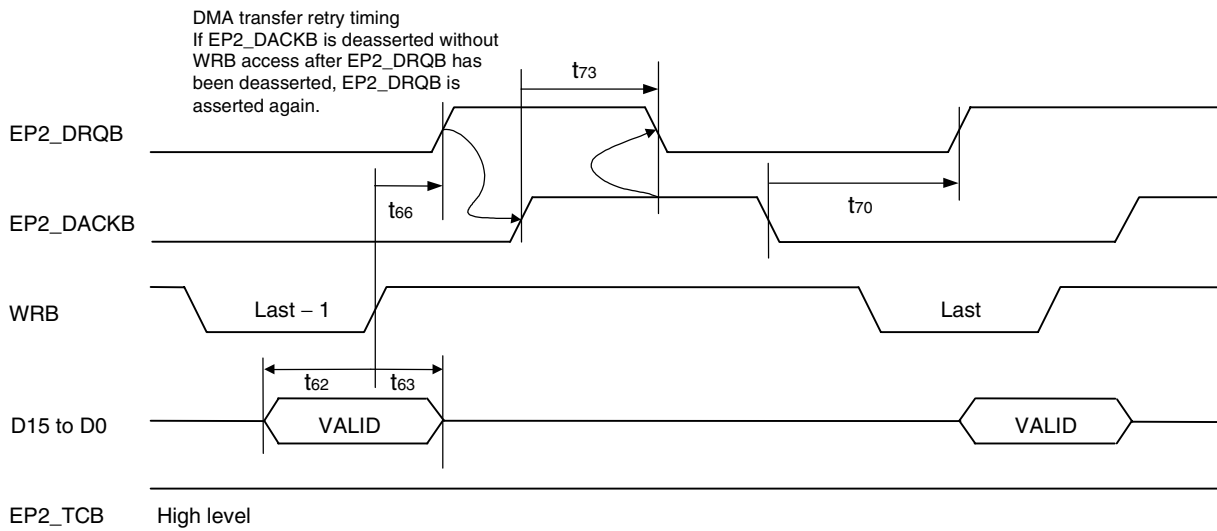 DMA transfer retry timing
If EP2_DACKB is deasserted without
WRB access after EP2_DRQB has
been deasserted, EP2_DRQB is
asserted again.
t73
EP2_DRQB
t66
t70
EP2_DACKB
WRB
Last – 1
Last
t62
t63
D15 to D0
VALID
VALID
EP2_TCB
High level